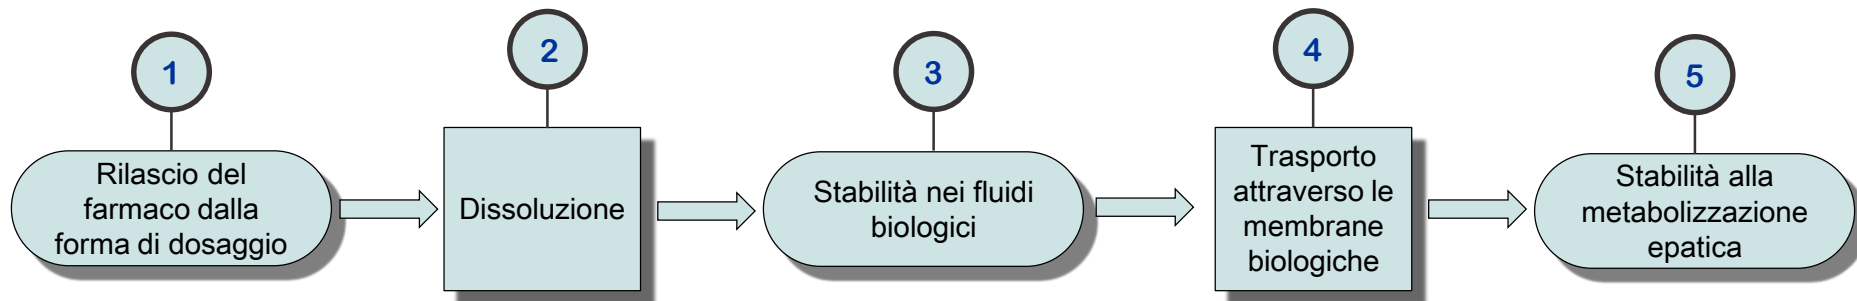 1
2
3
4
5
Rilascio del
farmaco dalla
forma di dosaggio
Dissoluzione
Stabilità nei fluidi
biologici
Trasporto
attraverso le
membrane
biologiche
Stabilità alla
metabolizzazione
epatica